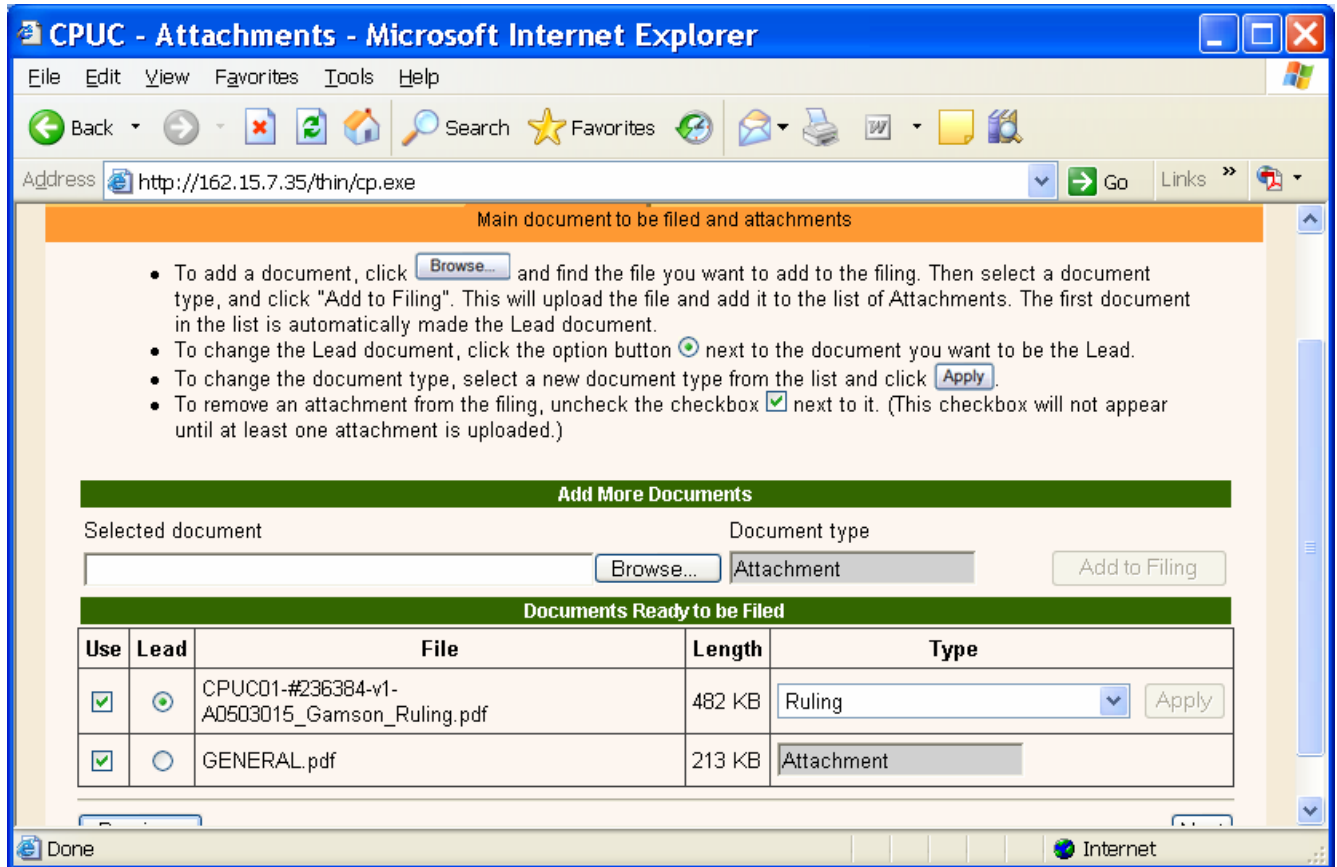 CPUC - Attachments - Microsoft Internet Explorer
File Edit View Favorites Tools Help
Back Search Favorites
Address http://162.15.7.35/thin/cp.exe Go Links »
Main document to be filed and attachments
• To add a document, click Browse... and find the file you want to add to the filing. Then select a document
type, and click "Add to Filing". This will upload the file and add it to the list of Attachments. The first document
in the list is automatically made the Lead document.
• To change the Lead document, click the option button next to the document you want to be the Lead.
• To change the document type, select a new document type from the list and click Apply.
• To remove an attachment from the filing, uncheck the checkbox next to it. (This checkbox will not appear
until at least one attachment is uploaded.)
Add More Documents
Selected document Document type
Browse... Attachment Add to Filing
Documents Ready to be Filed
Use Lead File Length Type
CPUC01-#236384-v1-
A0503015_Gamson_Ruling.pdf 482 KB Ruling Apply
GENERAL.pdf 213 KB Attachment
Done Internet